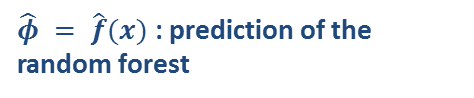 ϕ̂ = f̂(x) : prediction of the
random forest